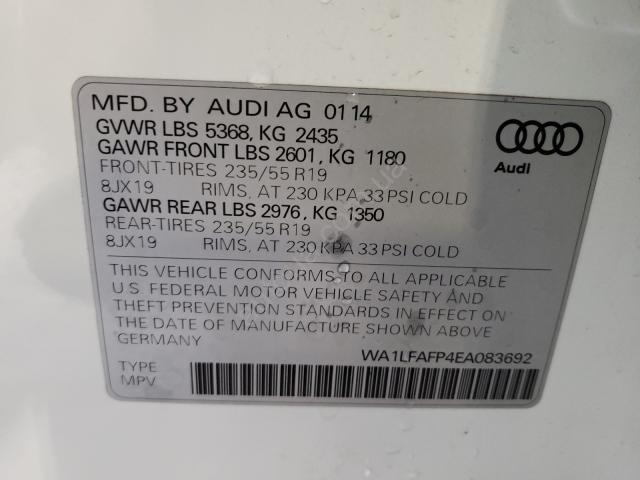 MFD. BY AUDI AG 01 14
GVWR LBS 5368, KG 2435
GAWR FRONT LBS 2601, KG 1180
FRONT-TIRES 235/55 R19
8JX19 RIMS, AT 230 KPA 33 PSI COLD
GAWR REAR LBS 2976, KG 1350
REAR-TIRES 235/55 R19
8JX19 RIMS, AT 230 KPA 33 PSI COLD
Audi
THIS VEHICLE CONFORMS TO ALL APPLICABLE
U.S. FEDERAL MOTOR VEHICLE SAFETY AND
THEFT PREVENTION STANDARDS IN EFFECT ON
THE DATE OF MANUFACTURE SHOWN ABOVE
GERMANY
WA1LFAFP4EA083692
TYPE
MPV